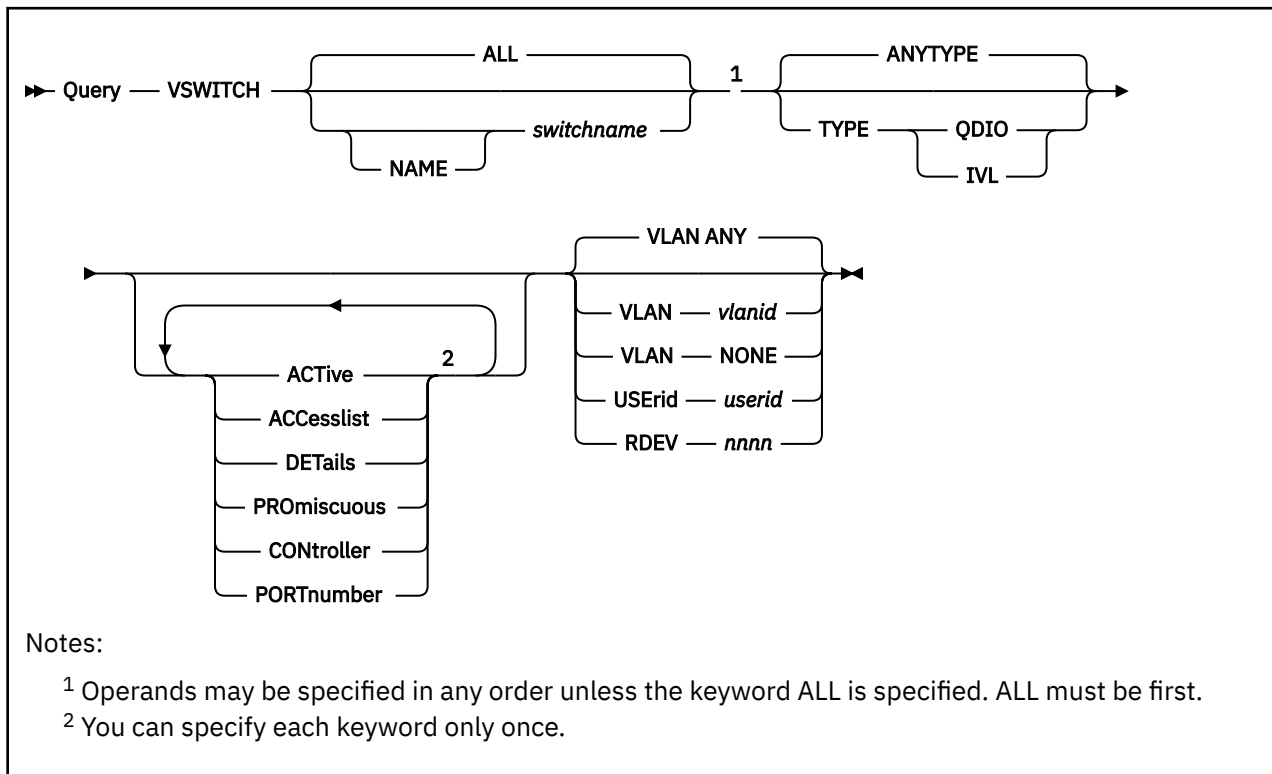 ALL
ANYTYPE
Query VSWITCH 1
switchname
TYPE QDIO
NAME
IVL
VLAN ANY
VLAN vlanid
VLAN NONE
ACTive 2
USErid userid
ACCesslist
RDEV nnnn
DETails
PROmiscuous
CONtroller
PORTnumber
Notes:
1 Operands may be specified in any order unless the keyword ALL is specified. ALL must be first.
2 You can specify each keyword only once.